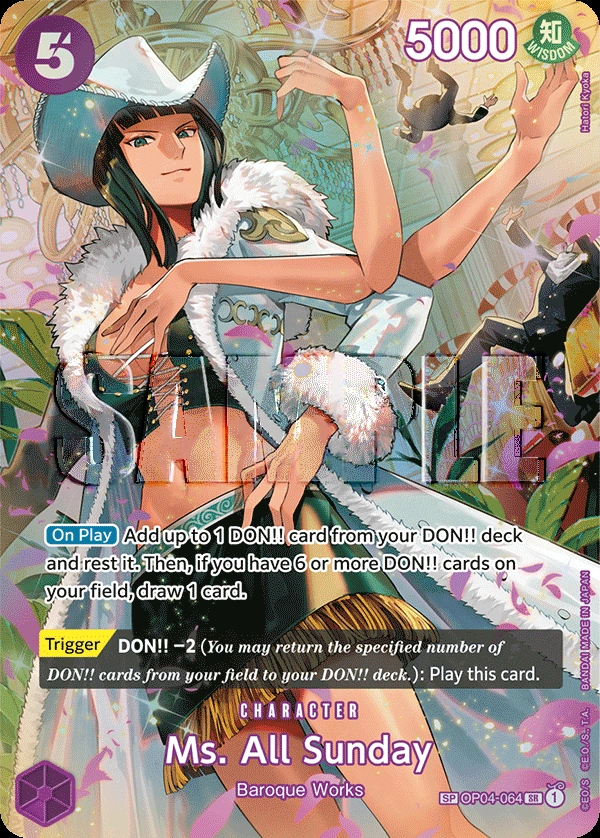 5
5000
知
WISDOM
Hatori Kyoka
SAMPLE
On Play Add up to 1 DON!! card from your DON!! deck
and rest it. Then, if you have 6 or more DON!! cards on
your field, draw 1 card.
Trigger DON!! −2 (You may return the specified number of
DON!! cards from your field to your DON!! deck.): Play this card.
CHARACTER
Ms. All Sunday
Baroque Works
SP OP04-064 SR 1
©E.O/S ©E.O./S., T.A. BANDAI MADE IN JAPAN